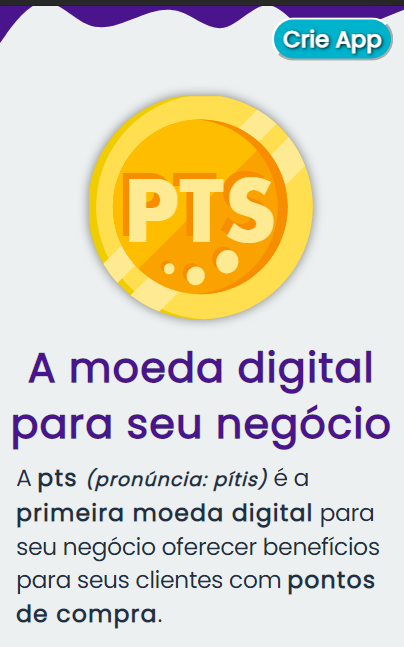 Crie App
PTS
A moeda digital
para seu negócio
A pts (pronúncia: pítis) é a
primeira moeda digital para
seu negócio oferecer benefícios
para seus clientes com pontos
de compra.